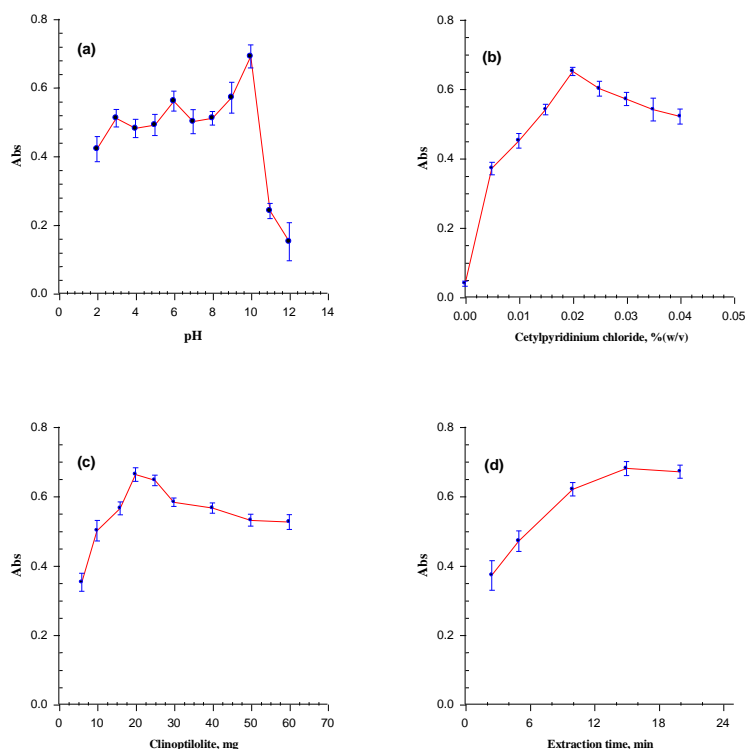 (a)
Abs
0.8
0.6
0.4
0.2
0.0
0 2 4 6 8 10 12 14
pH
(b)
Abs
0.8
0.6
0.4
0.2
0.0
0.00 0.01 0.02 0.03 0.04 0.05
Cetylpyridinium chloride, %(w/v)
(c)
Abs
0.8
0.6
0.4
0.2
0.0
0 10 20 30 40 50 60 70
Clinoptilolite, mg
(d)
Abs
0.8
0.6
0.4
0.2
0.0
0 6 12 18 24
Extraction time, min